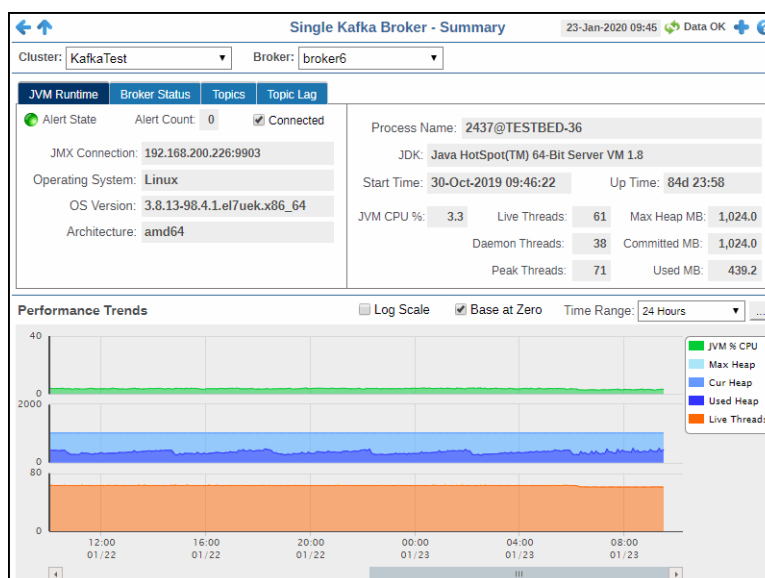 Single Kafka Broker - Summary 23-Jan-2020 09:45 Data OK
Cluster: KafkaTest Broker: broker6
JVM Runtime Broker Status Topics Topic Lag
Alert State Alert Count: 0 Connected
JMX Connection: 192.168.200.226:9903
Operating System: Linux
OS Version: 3.8.13-98.4.1.el7uek.x86_64
Architecture: amd64
Process Name: 2437@TESTBED-36
JDK: Java HotSpot(TM) 64-Bit Server VM 1.8
Start Time: 30-Oct-2019 09:46:22 Up Time: 84d 23:58
JVM CPU %: 3.3 Live Threads: 61 Max Heap MB: 1,024.0
Daemon Threads: 38 Committed MB: 1,024.0
Peak Threads: 71 Used MB: 439.2
Performance Trends Log Scale Base at Zero Time Range: 24 Hours ...
40
0
2000
0
80
0
JVM % CPU
Max Heap
Cur Heap
Used Heap
Live Threads
12:00 16:00 20:00 00:00 04:00 08:00
01/22 01/22 01/22 01/23 01/23 01/23